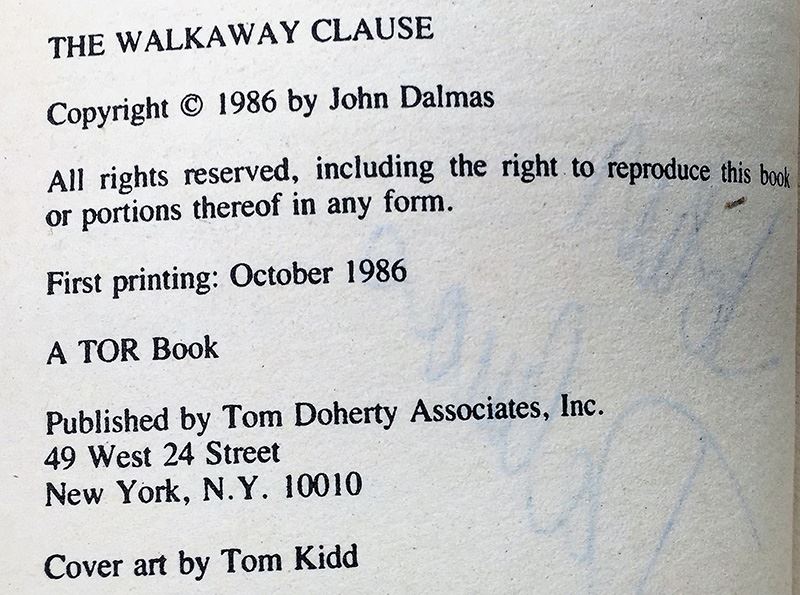 THE WALKAWAY CLAUSE
Copyright © 1986 by John Dalmas
All rights reserved, including the right to reproduce this book
or portions thereof in any form.
First printing: October 1986
A TOR Book
Published by Tom Doherty Associates, Inc.
49 West 24 Street
New York, N.Y. 10010
Cover art by Tom Kidd